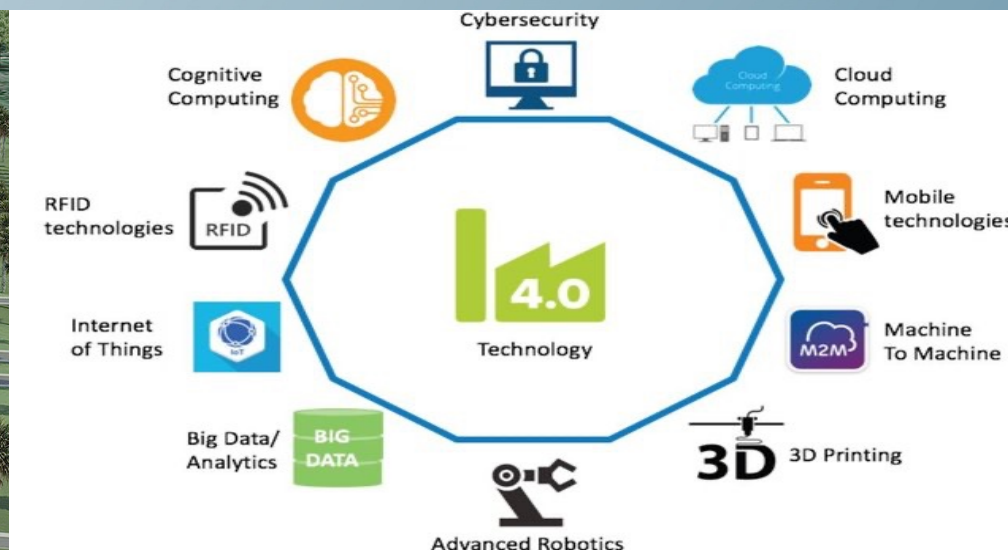 Cybersecurity
Cognitive
Computing
Cloud
Computing
Cloud
Computing
RFID
technologies
RFID
Mobile
technologies
4.0
Technology
Internet
of Things
IoT
M2M
Machine
To Machine
Big Data/
Analytics
BIG
DATA
3D
3D Printing
Advanced Robotics